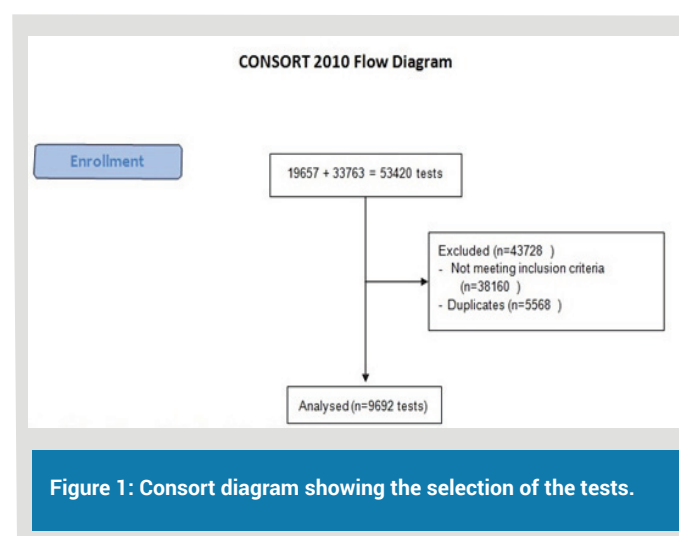 CONSORT 2010 Flow Diagram
Enrollment
19657 + 33763 = 53420 tests
Excluded (n=43728 )
- Not meeting inclusion criteria
(n=38160 )
- Duplicates (n=5568 )
Analysed (n=9692 tests)
Figure 1: Consort diagram showing the selection of the tests.